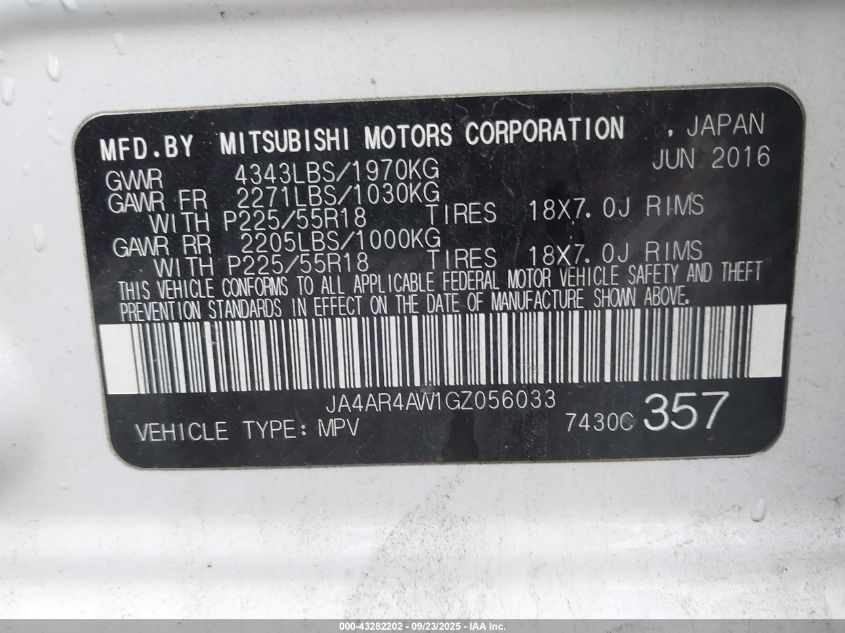 MFD.BY MITSUBISHI MOTORS CORPORATION , JAPAN
JUN 2016
GWWR 4343LBS/1970KG
GAWR FR 2271LBS/1030KG
WITH P225/55R18 TIRES 18X7.0J RIMS
GAWR RR 2205LBS/1000KG
WITH P225/55R18 TIRES 18X7.0J RIMS
THIS VEHICLE CONFORMS TO ALL APPLICABLE FEDERAL MOTOR VEHICLE SAFETY AND THEFT
PREVENTION STANDARDS IN EFFECT ON THE DATE OF MANUFACTURE SHOWN ABOVE.
JA4AR4AW1GZ056033
VEHICLE TYPE: MPV 7430C 357
000-43282202 - 09/23/2025 - IAA Inc.